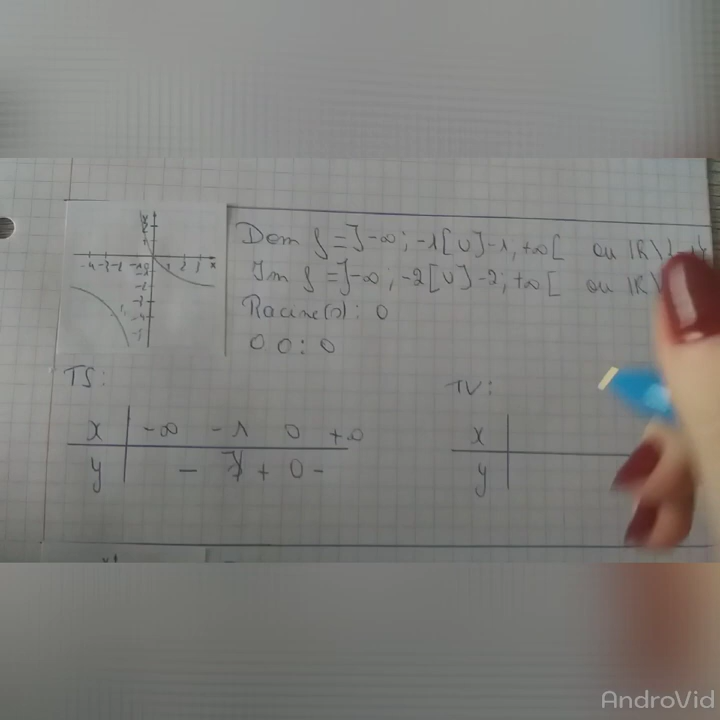 Dom f = ]-∞; -1[ U ]-1, +∞[ ou IR \ {-1}
Im f = ]-∞; -2[ U ]-2; +∞[ ou IR \
Racine(s): 0
OO: 0
TS:
TV:
x -∞ -1 0 +∞
y - + 0 -
x
y
AndroVid